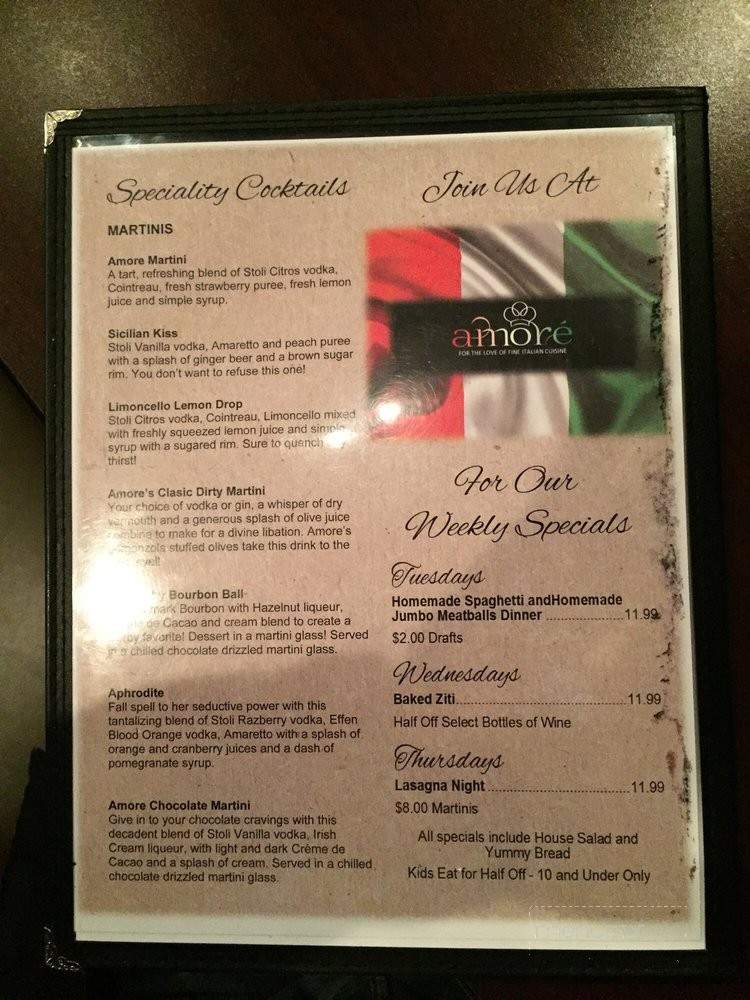 Speciality Cocktails
MARTINIS
Amore Martini
A tart, refreshing blend of Stoli Citros vodka,
Cointreau, fresh strawberry puree, fresh lemon
juice and simple syrup.
Sicilian Kiss
Stoli Vanilla vodka, Amaretto and peach puree
with a splash of ginger beer and a brown sugar
rim. You don't want to refuse this one!
Limoncello Lemon Drop
Stoli Citros vodka, Cointreau, Limoncello mixed
with freshly squeezed lemon juice and simple
syrup with a sugared rim. Sure to quench
thirst!
Amore's Clasic Dirty Martini
Your choice of vodka or gin, a whisper of dry
vermouth and a generous splash of olive juice
combine to make for a divine libation. Amore's
stuffed olives take this drink to the
Bourbon Ball
Bourbon with Hazelnut liqueur,
de Cacao and cream blend to create a
favorite! Dessert in a martini glass! Served
in a chilled chocolate drizzled martini glass.
Aphrodite
Fall spell to her seductive power with this
tantalizing blend of Stoli Razberry vodka, Effen
Blood Orange vodka, Amaretto with a splash of
orange and cranberry juices and a dash of
pomegranate syrup.
Amore Chocolate Martini
Give in to your chocolate cravings with this
decadent blend of Stoli Vanilla vodka, Irish
Cream liqueur, with light and dark Crème de
Cacao and a splash of cream. Served in a chilled
chocolate drizzled martini glass.
Join Us At
amoré
FOR THE LOVE OF FINE ITALIAN CUISINE
For Our
Weekly Specials
Tuesdays
Homemade Spaghetti andHomemade
Jumbo Meatballs Dinner ......................11.99
$2.00 Drafts
Wednesdays
Baked Ziti................................................11.99
Half Off Select Bottles of Wine
Thursdays
Lasagna Night ........................................11.99
$8.00 Martinis
All specials include House Salad and
Yummy Bread
Kids Eat for Half Off - 10 and Under Only